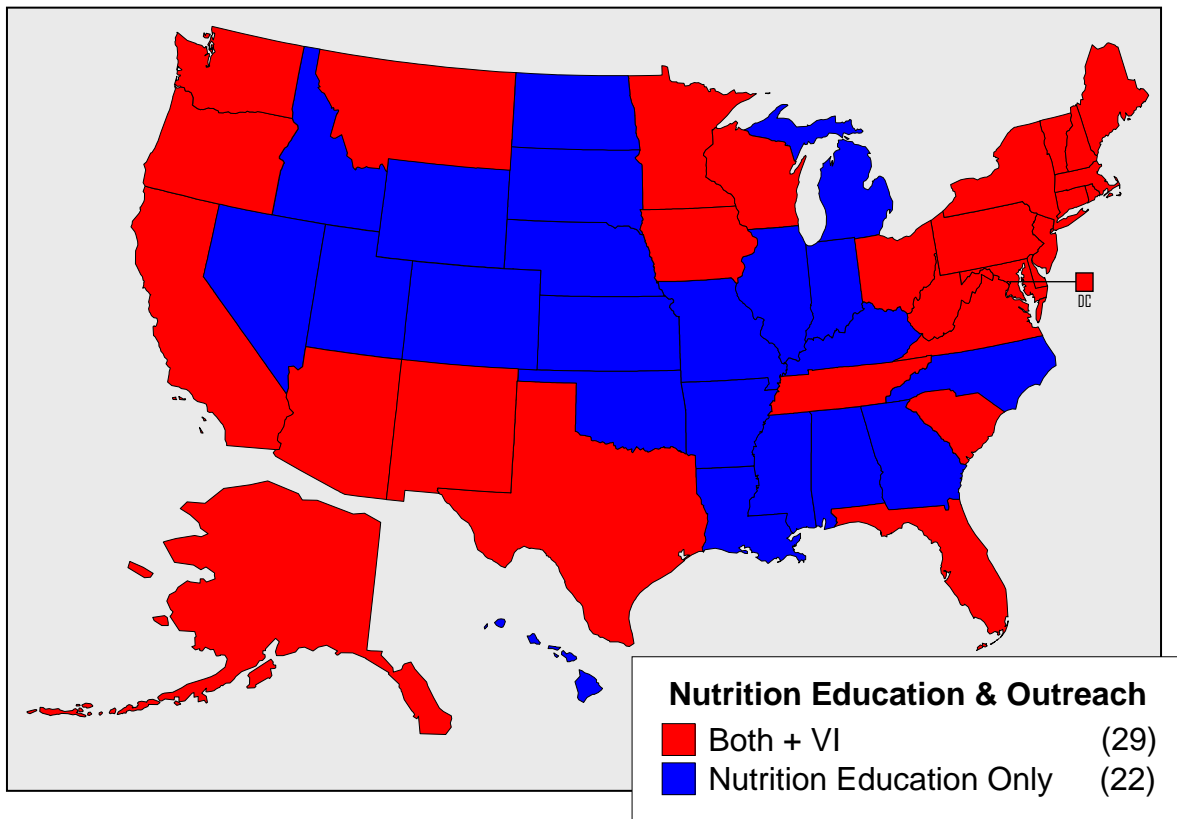 DC
Nutrition Education & Outreach
Both + VI (29)
Nutrition Education Only (22)